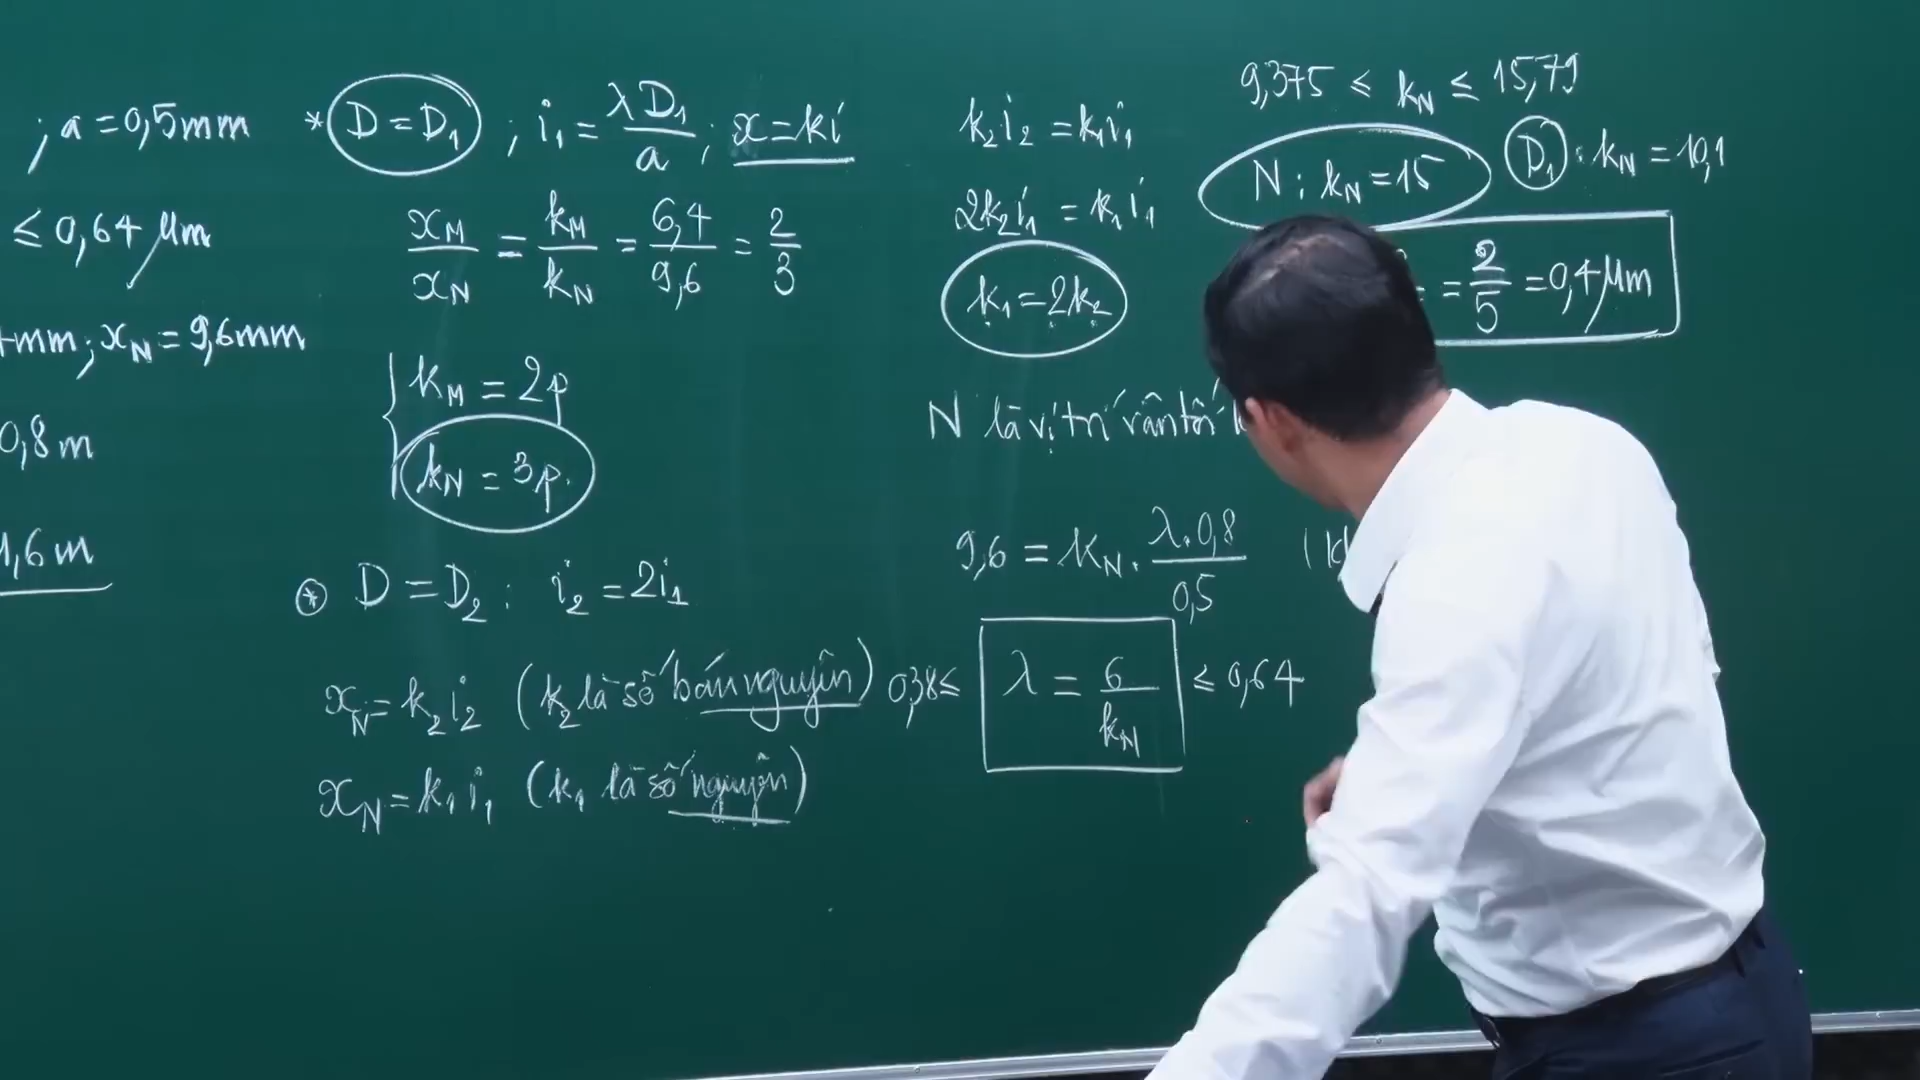 ; a = 0,5mm
≤ 0,64 μm
mm; x_N = 9,6mm
0,8m
1,6m
* D = D₁ ; i₁ = λD₁/a ; x = ki
x_M/x_N = k_M/k_N = 6,4/9,6 = 2/3
k_M = 2p
k_N = 3p.
⊛ D = D₂ : i₂ = 2i₁
x_N = k₂i₂ (k₂ là số bán nguyên)
x_N = k₁i₁ (k₁ là số nguyên)
k₂i₂ = k₁i₁
2k₂i₁ = k₁i₁
k₁ = 2k₂
N là vị trí vân tối
9,6 = k_N . λ.0,8/0,5
0,38 ≤ λ = 6/k_N ≤ 0,64
9,375 ≤ k_N ≤ 15,79
N : k_N = 15
D₁ : k_N = 10,1
= 2/5 = 0,4 μm